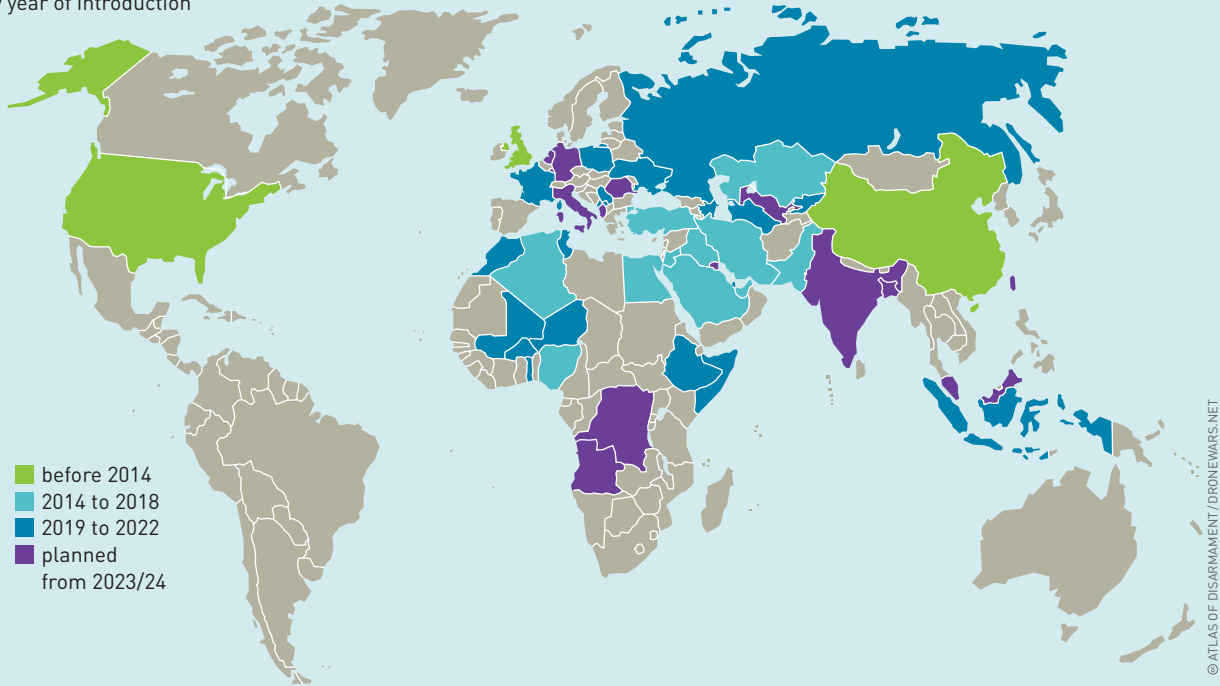 year of introduction
before 2014
2014 to 2018
2019 to 2022
planned
from 2023/24
© ATLAS OF DISARMAMENT / DRONEWARS.NET